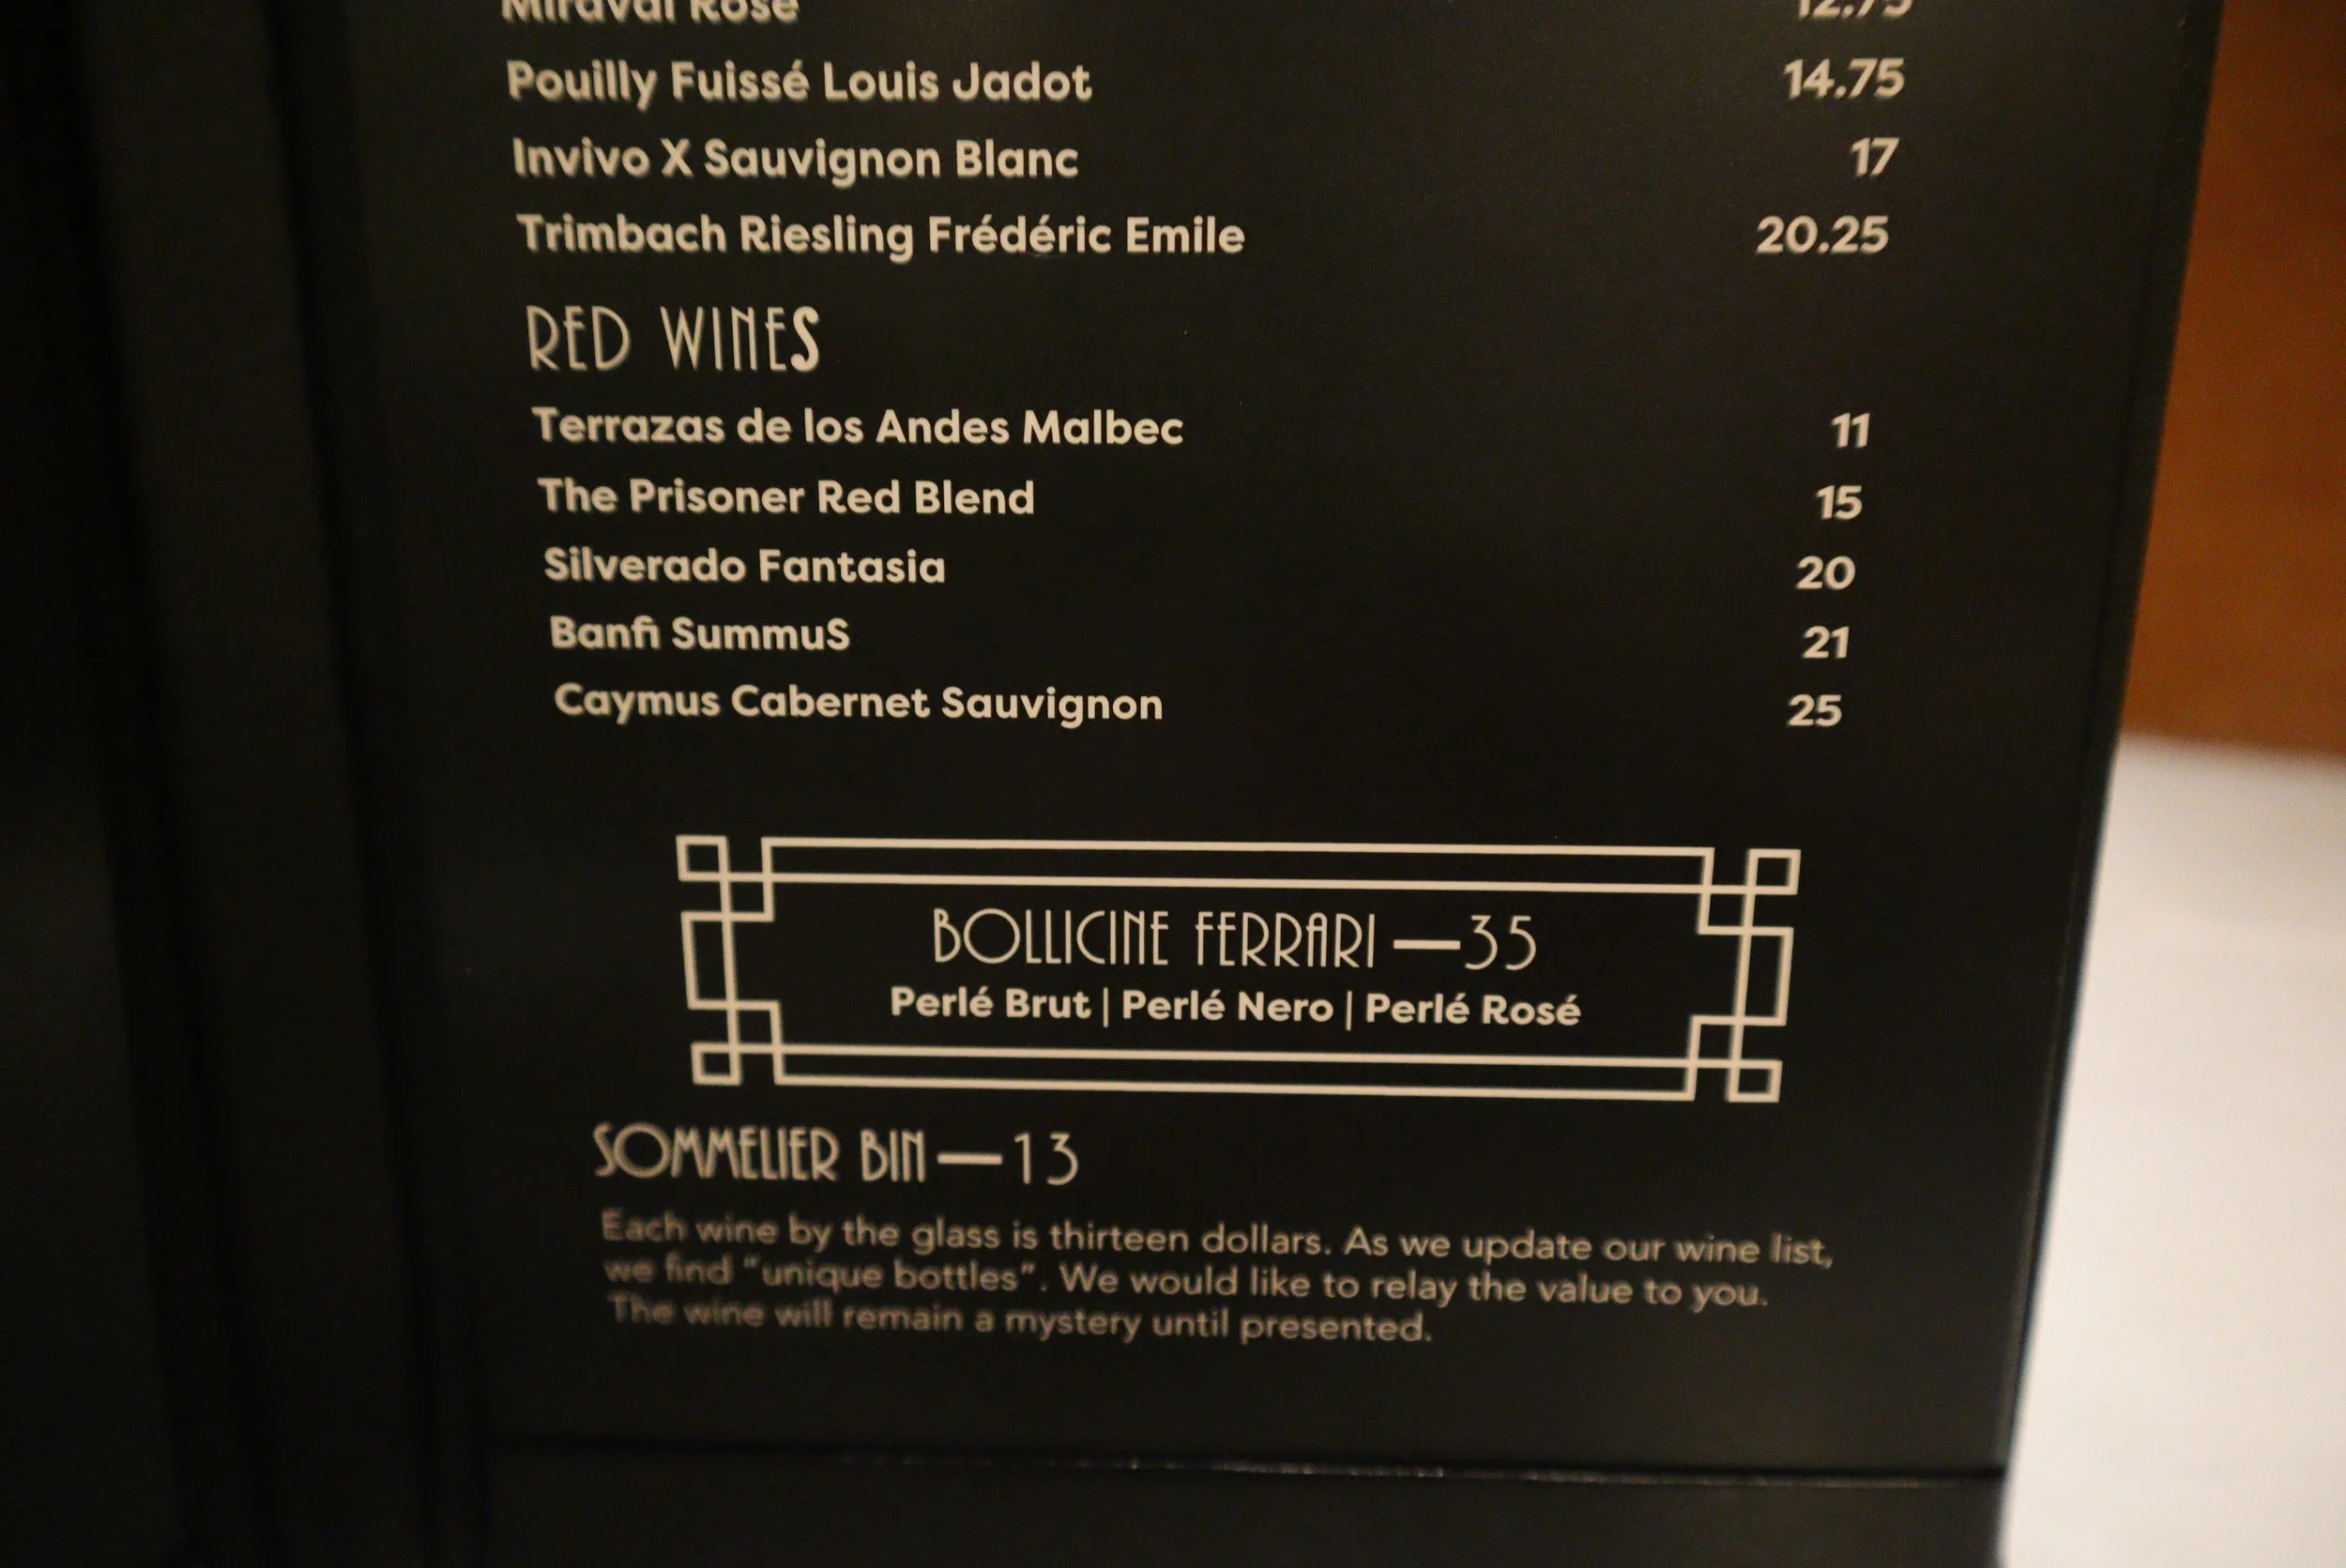 Miraval Rosé 12.75
Pouilly Fuissé Louis Jadot 14.75
Invivo X Sauvignon Blanc 17
Trimbach Riesling Frédéric Emile 20.25
RED WINES
Terrazas de los Andes Malbec 11
The Prisoner Red Blend 15
Silverado Fantasia 20
Banfi SummuS 21
Caymus Cabernet Sauvignon 25
BOLLICINE FERRARI — 35
Perlé Brut | Perlé Nero | Perlé Rosé
SOMMELIER BIN — 13
Each wine by the glass is thirteen dollars. As we update our wine list,
we find "unique bottles". We would like to relay the value to you.
The wine will remain a mystery until presented.